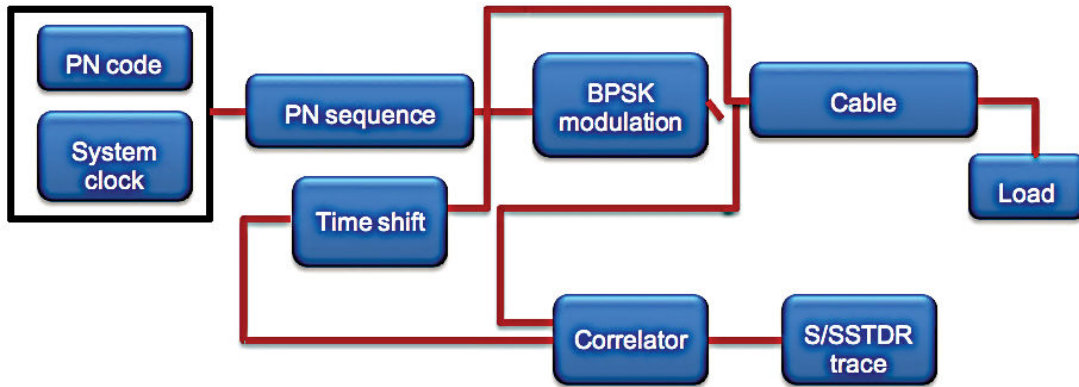 PN code
System
clock
PN sequence
BPSK
modulation
Cable
Load
Time shift
Correlator
S/SSTDR
trace